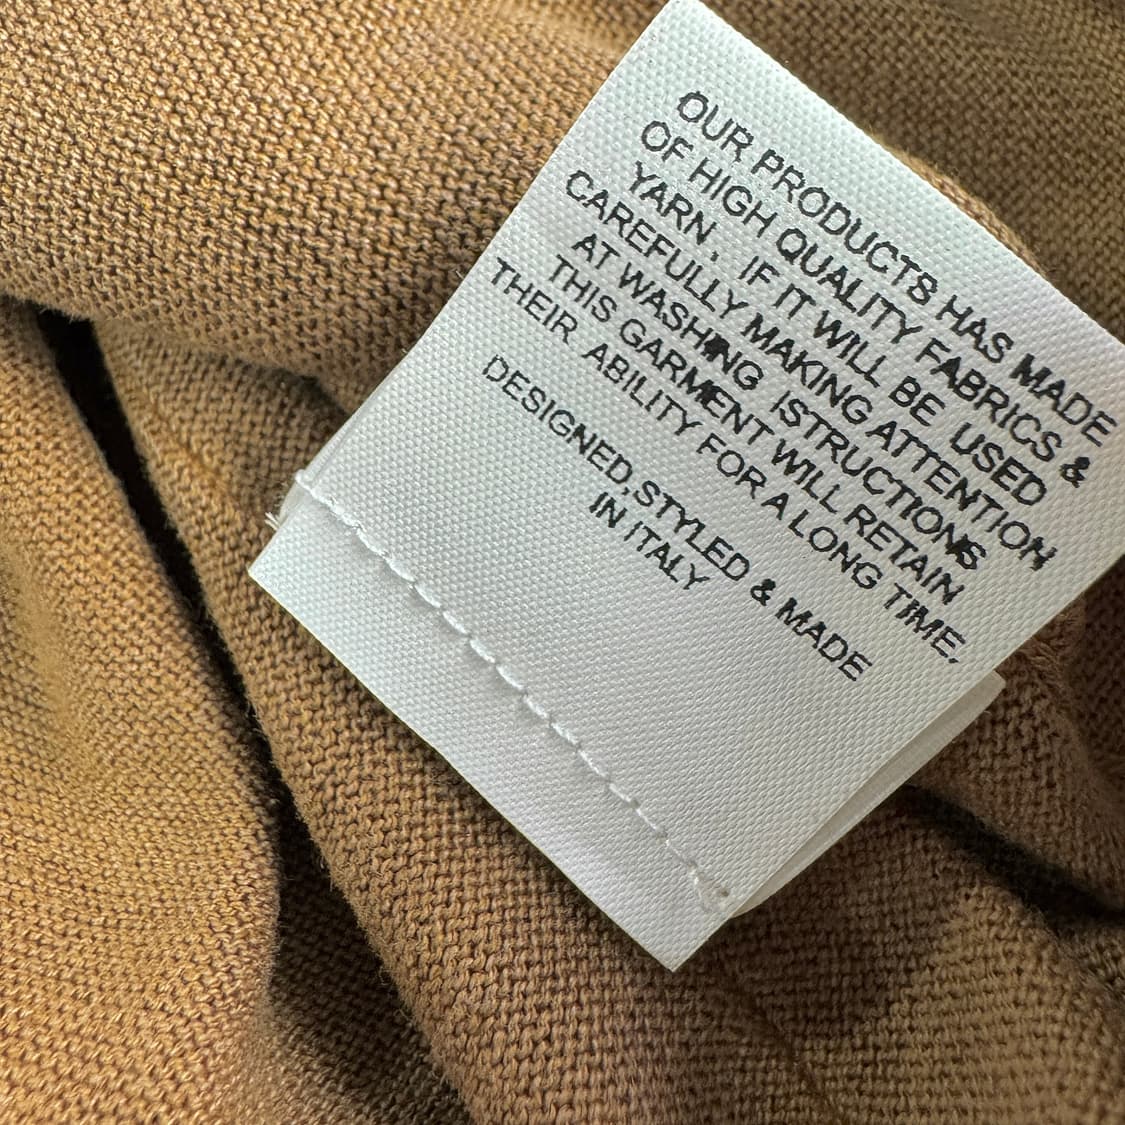 OUR PRODUCTS HAS MADE
OF HIGH QUALITY FABRICS &
YARN, IF IT WILL BE USED
CAREFULLY MAKING ATTENTION
AT WASHING ISTRUCTIONS
THIS GARMENT WILL RETAIN
THEIR ABILITY FOR A LONG TIME.
DESIGNED,STYLED & MADE
IN ITALY